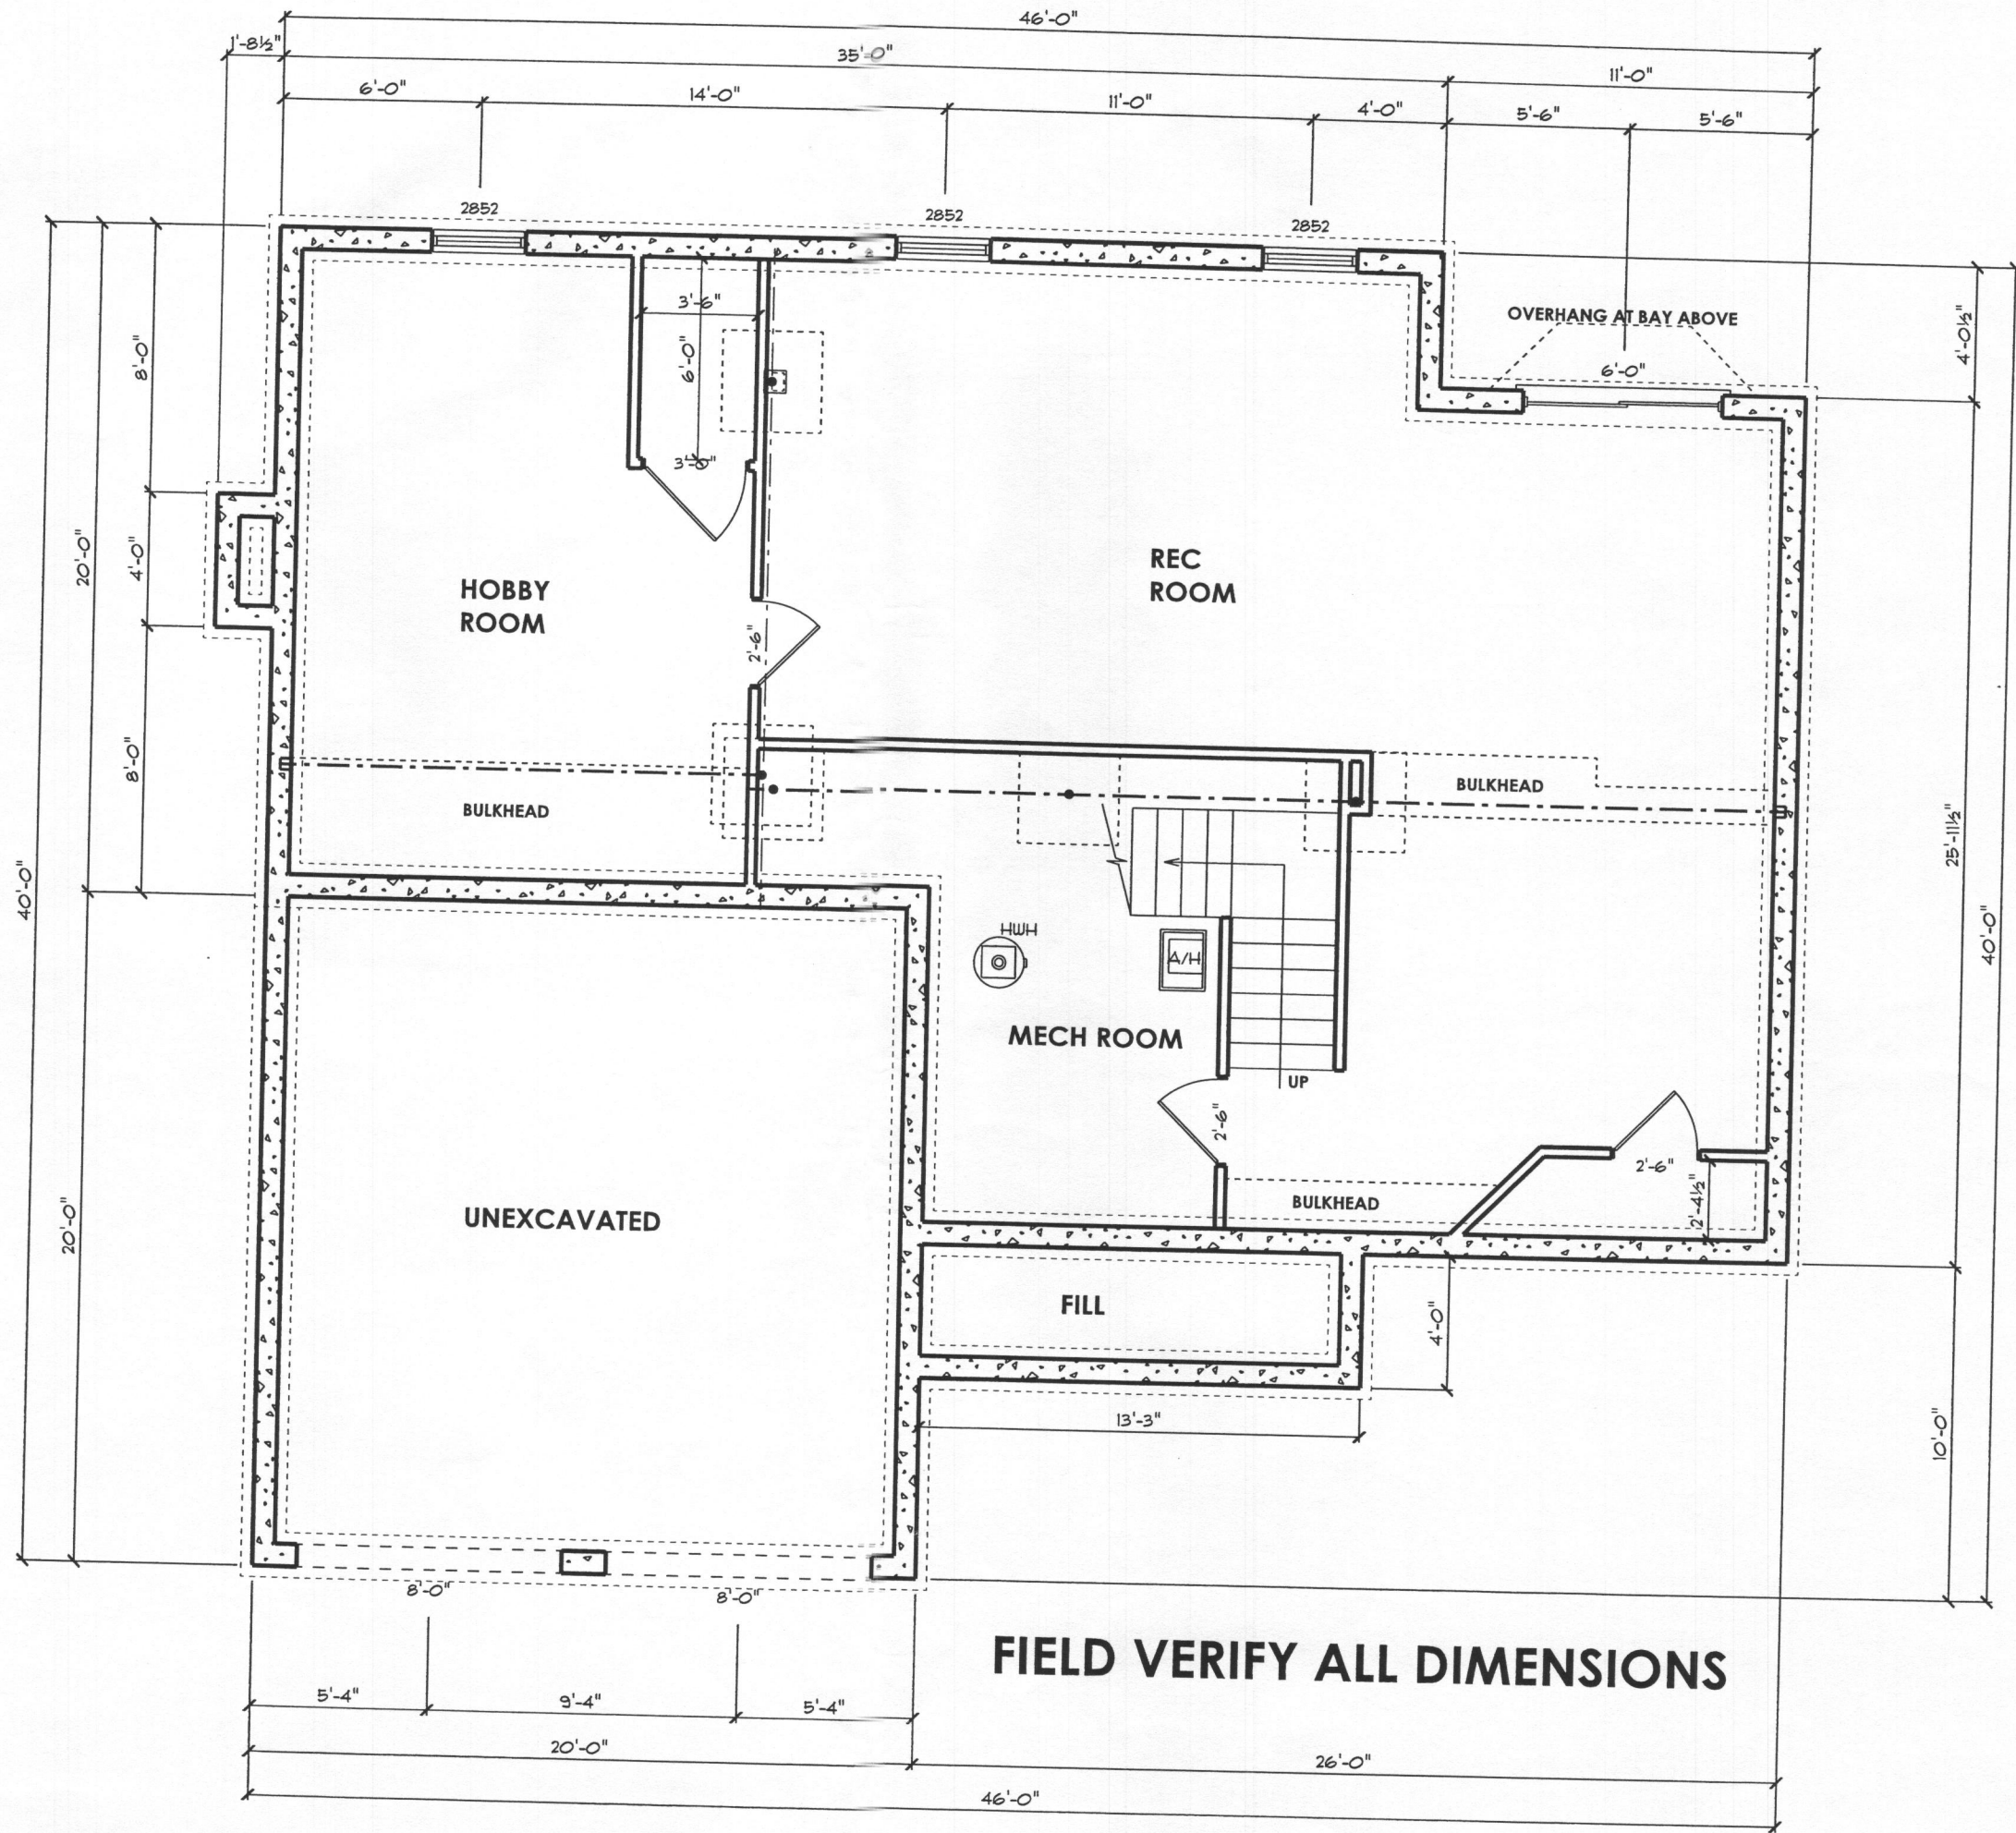 46'-0"
1'-8½"
35'-0"
11'-0"
6'-0"
14'-0"
11'-0"
4'-0"
5'-6"
5'-6"
2852
2852
2852
OVERHANG AT BAY ABOVE
4'-0½"
3'-6"
8'-0"
6'-0"
6'-0"
3'-0"
20'-0"
4'-0"
REC
ROOM
HOBBY
ROOM
2'-6"
8'-0"
BULKHEAD
BULKHEAD
40'-0"
25'-11½"
40'-0"
HWH
A/H
MECH ROOM
UP
2'-6"
2'-6"
2'-4½"
BULKHEAD
20'-0"
UNEXCAVATED
FILL
4'-0"
13'-3"
10'-0"
8'-0"
8'-0"
FIELD VERIFY ALL DIMENSIONS
5'-4"
9'-4"
5'-4"
20'-0"
26'-0"
46'-0"